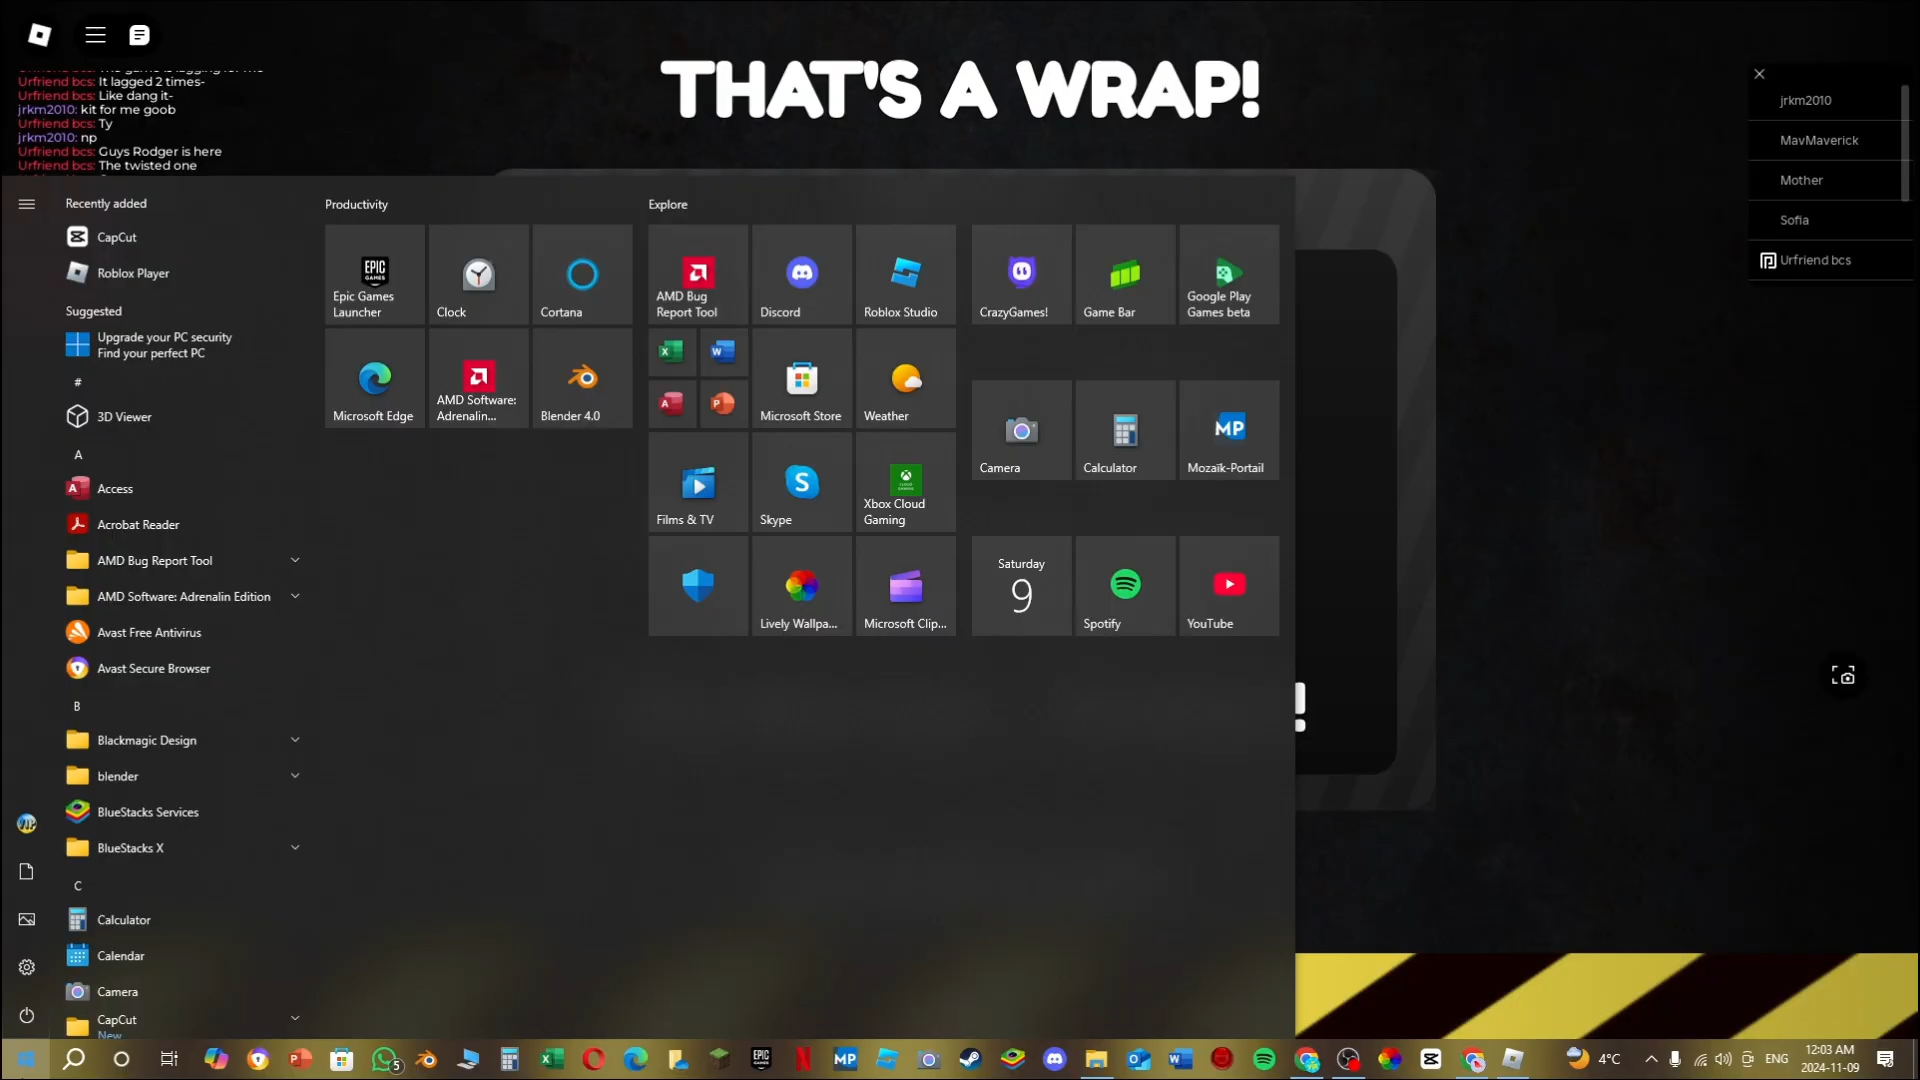 THAT'S A WRAP!
Urfriend bcs: It lagged 2 times-
Urfriend bcs: Like dang it-
jrkm2010: kit for me goob
Urfriend bcs: Ty
jrkm2010: np
Urfriend bcs: Guys Rodger is here
Urfriend bcs: The twisted one
jrkm2010
MavMaverick
Mother
Sofia
Urfriend bcs
Recently added
CapCut
Roblox Player
Suggested
Upgrade your PC security
Find your perfect PC
#
3D Viewer
A
Access
Acrobat Reader
AMD Bug Report Tool
AMD Software: Adrenalin Edition
Avast Free Antivirus
Avast Secure Browser
B
Blackmagic Design
blender
BlueStacks Services
BlueStacks X
C
Calculator
Calendar
Camera
CapCut
New
Productivity
EPIC
GAMES
Epic Games
Launcher
Clock
Cortana
Microsoft Edge
AMD Software:
Adrenalin...
Blender 4.0
Explore
AMD Bug
Report Tool
Discord
Roblox Studio
Microsoft Store
Weather
Films & TV
Skype
Xbox Cloud
Gaming
Lively Wallpa...
Microsoft Clip...
CrazyGames!
Game Bar
Google Play
Games beta
Camera
Calculator
MP
Mozaïk-Portail
Saturday
9
Spotify
YouTube
!
5
EPIC
MP
4°C
ENG
12:03 AM
2024-11-09